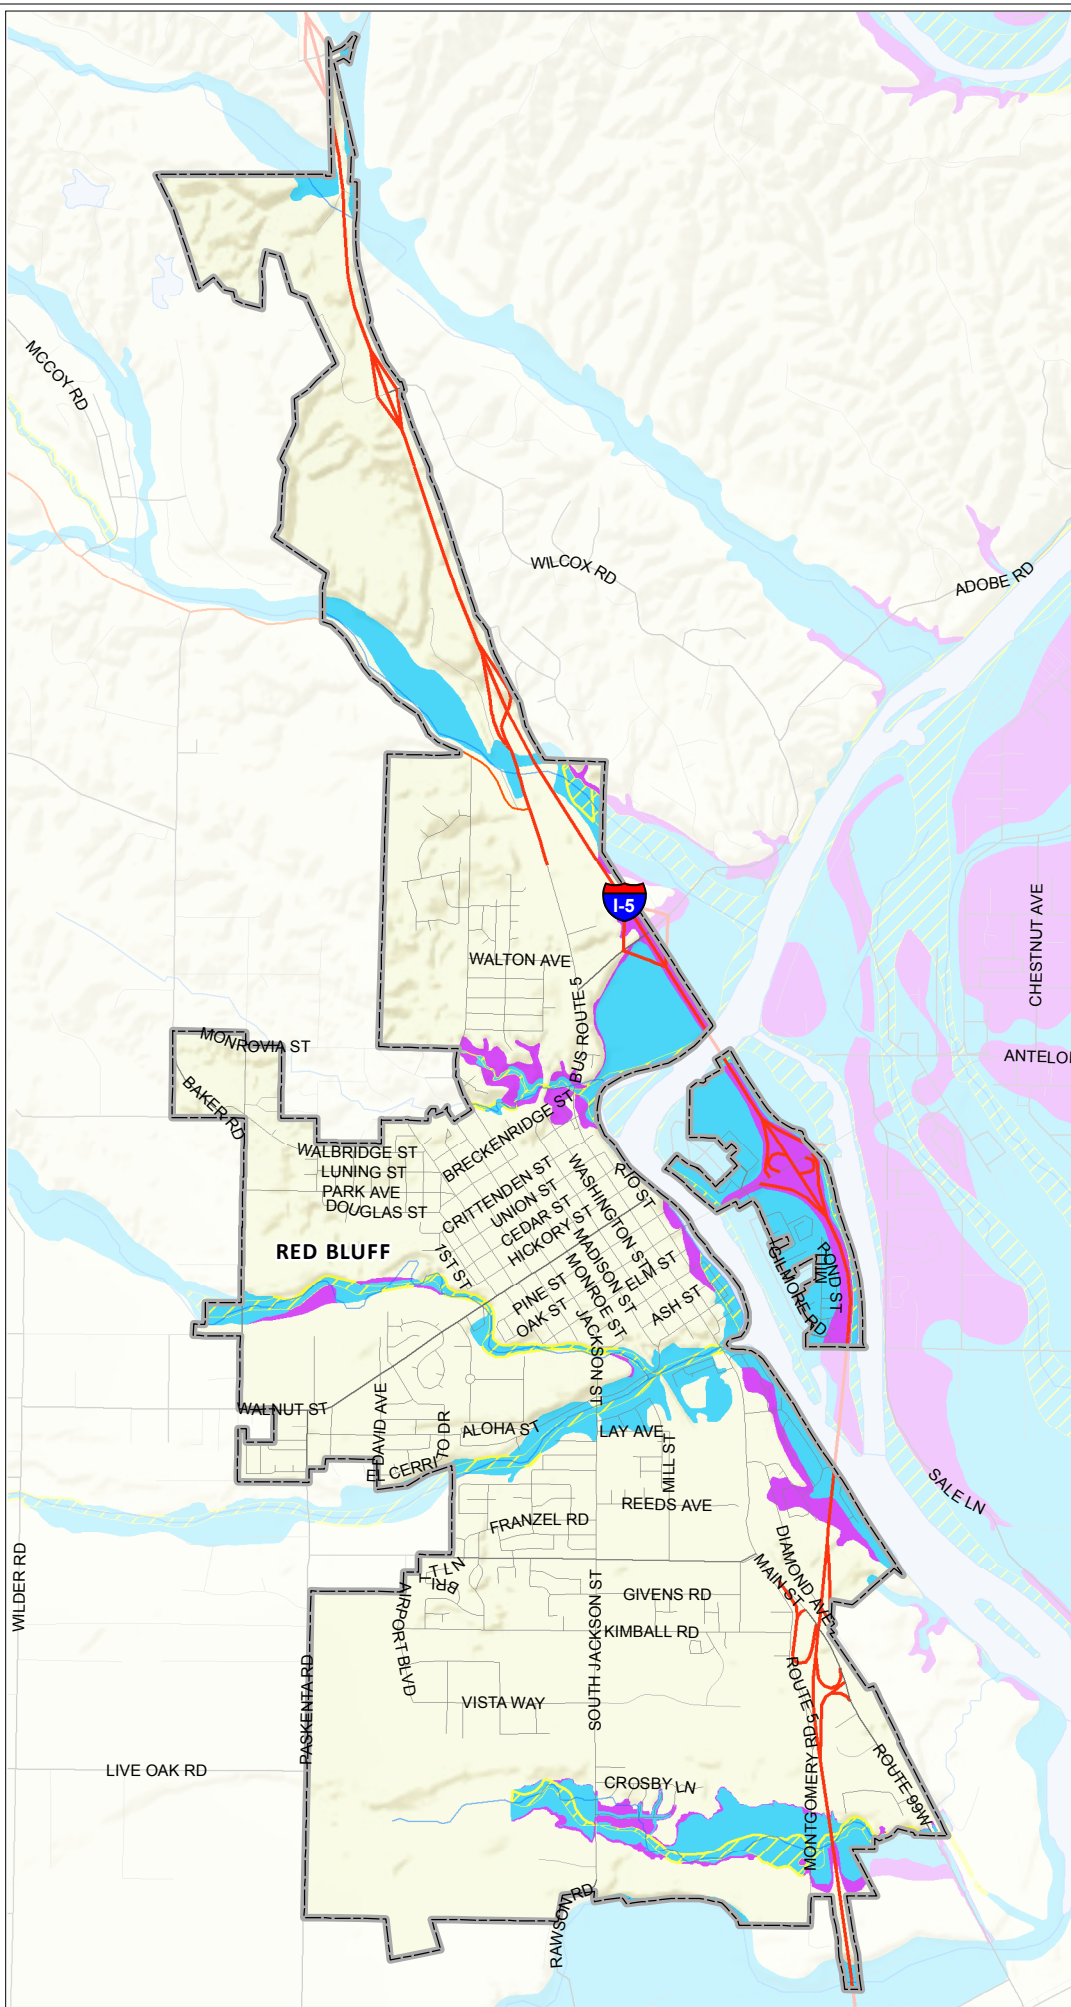 MCCOY RD
WILCOX RD
ADOBE RD
I-5
CHESTNUT AVE
WALTON AVE
BUS ROUTE 5
MONROVIA ST
ANTELO
BAKER RD
BRECKENRIDGE ST
WALBRIDGE ST
LUNING ST
PARK AVE
DOUGLAS ST
CRITTENDEN ST
UNION ST
CEDAR ST
HICKORY ST
WASHINGTON ST
RIO ST
RED BLUFF
1ST ST
MADISON ST
MONROE ST
ELM ST
ASH ST
PINE ST
OAK ST
JACKSON ST
GILMORE RD
MILL
POND ST
WALNUT ST
DAVID AVE
EL CERRITO DR
ALOHA ST
LAY AVE
MILL ST
REEDS AVE
FRANZEL RD
SALE LN
WILDER RD
BRITT LN
AIRPORT BLVD
GIVENS RD
KIMBALL RD
DIAMOND AVE
MAIN ST
SOUTH JACKSON ST
VISTA WAY
PASKENTA RD
ROUTE 5
LIVE OAK RD
CROSBY LN
MONTGOMERY RD
ROUTE 99W
RAWSON RD